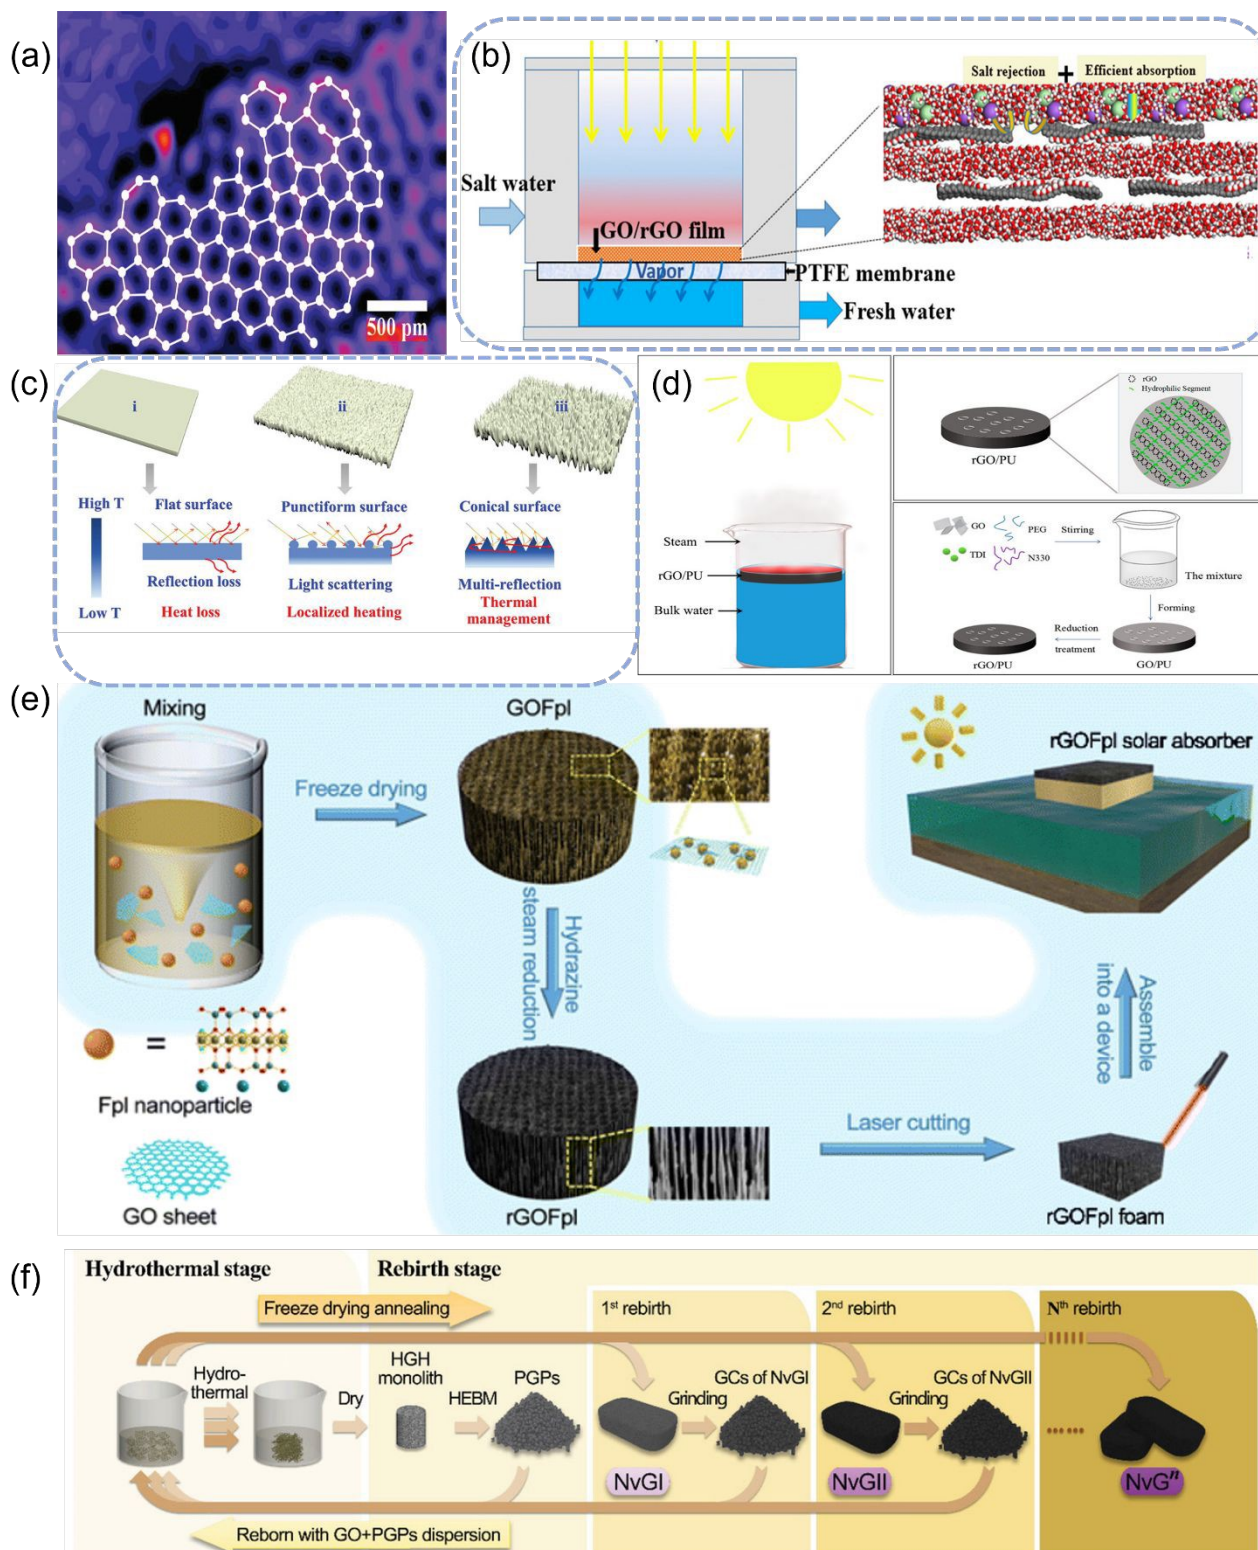 (a)
500 pm
(b)
Salt water
GO/rGO film
Vapor
PTFE membrane
Fresh water
Salt rejection + Efficient absorption
(c)
i
ii
iii
High T
Low T
Flat surface
Reflection loss
Heat loss
Punctiform surface
Light scattering
Localized heating
Conical surface
Multi-reflection
Thermal
management
(d)
Steam
rGO/PU
Bulk water
rGO/PU
rGO
Hydrophilic Segment
GO
PEG
TDI
N330
Stirring
The mixture
Forming
Reduction
treatment
rGO/PU
GO/PU
(e)
Mixing
Freeze drying
GOFpl
rGOFpl solar absorber
Hydrazine
steam reduction
Assemble
into a device
=
Fpl nanoparticle
GO sheet
rGOFpl
Laser cutting
rGOFpl foam
(f)
Hydrothermal stage
Rebirth stage
Freeze drying annealing
1st rebirth
2nd rebirth
Nth rebirth
Hydro-
thermal
Dry
HGH
monolith
HEBM
PGPs
Grinding
GCs of NvGI
Grinding
GCs of NvGII
NvGI
NvGII
NvGn
Reborn with GO+PGPs dispersion